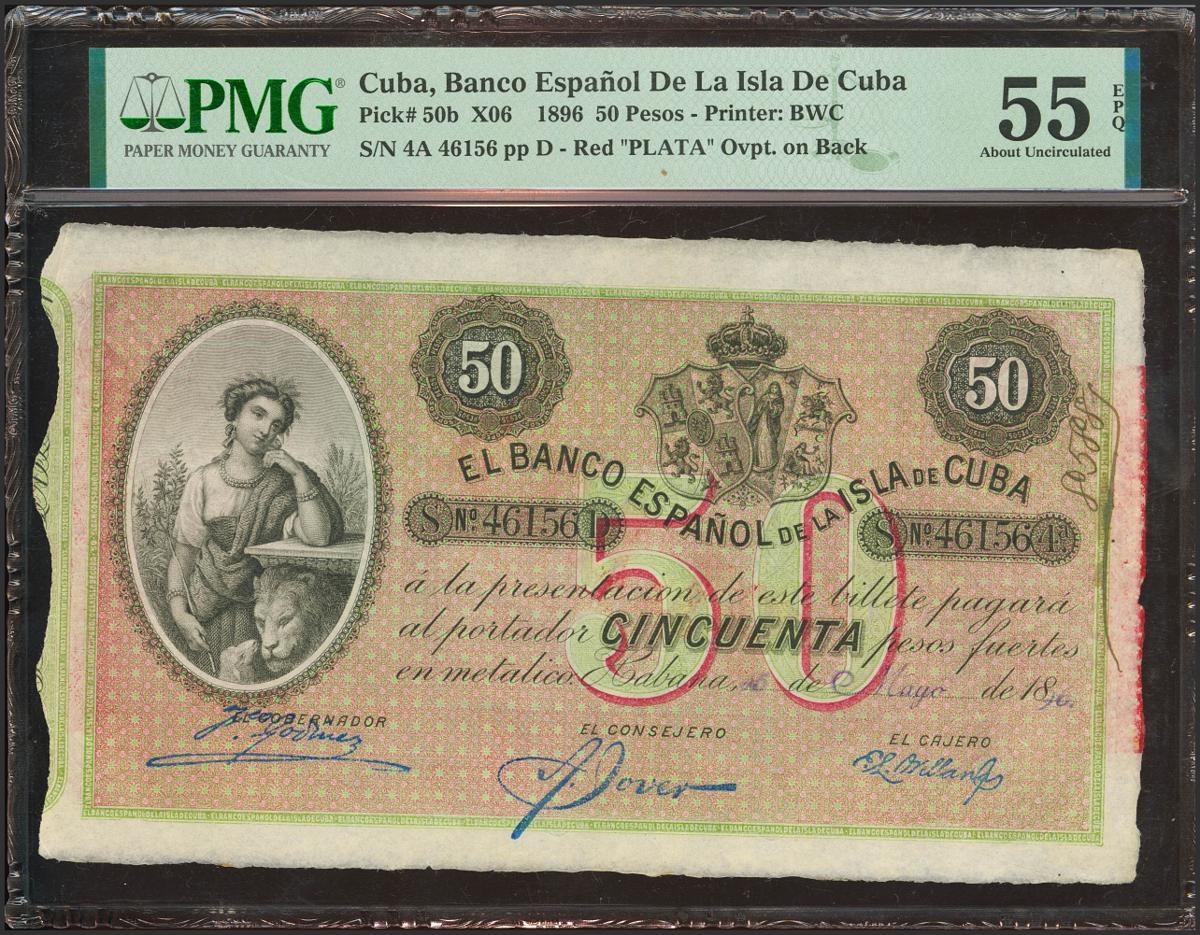 PMG®
PAPER MONEY GUARANTY
Cuba, Banco Español De La Isla De Cuba
Pick# 50b X06 1896 50 Pesos - Printer: BWC
S/N 4A 46156 pp D - Red "PLATA" Ovpt. on Back
55
EPQ
About Uncirculated
ELBANCOESPAÑOLDELAISLADECUBA
50
50
EL BANCO ESPAÑOL DE LA ISLA DE CUBA
S Nº 46156
S Nº 46156 4ª
50
á la presentacion de este billete pagará
al portador CINCUENTA pesos fuertes
en metalico. Habana, de Mayo de 1896
EL GOBERNADOR
EL CONSEJERO
EL CAJERO